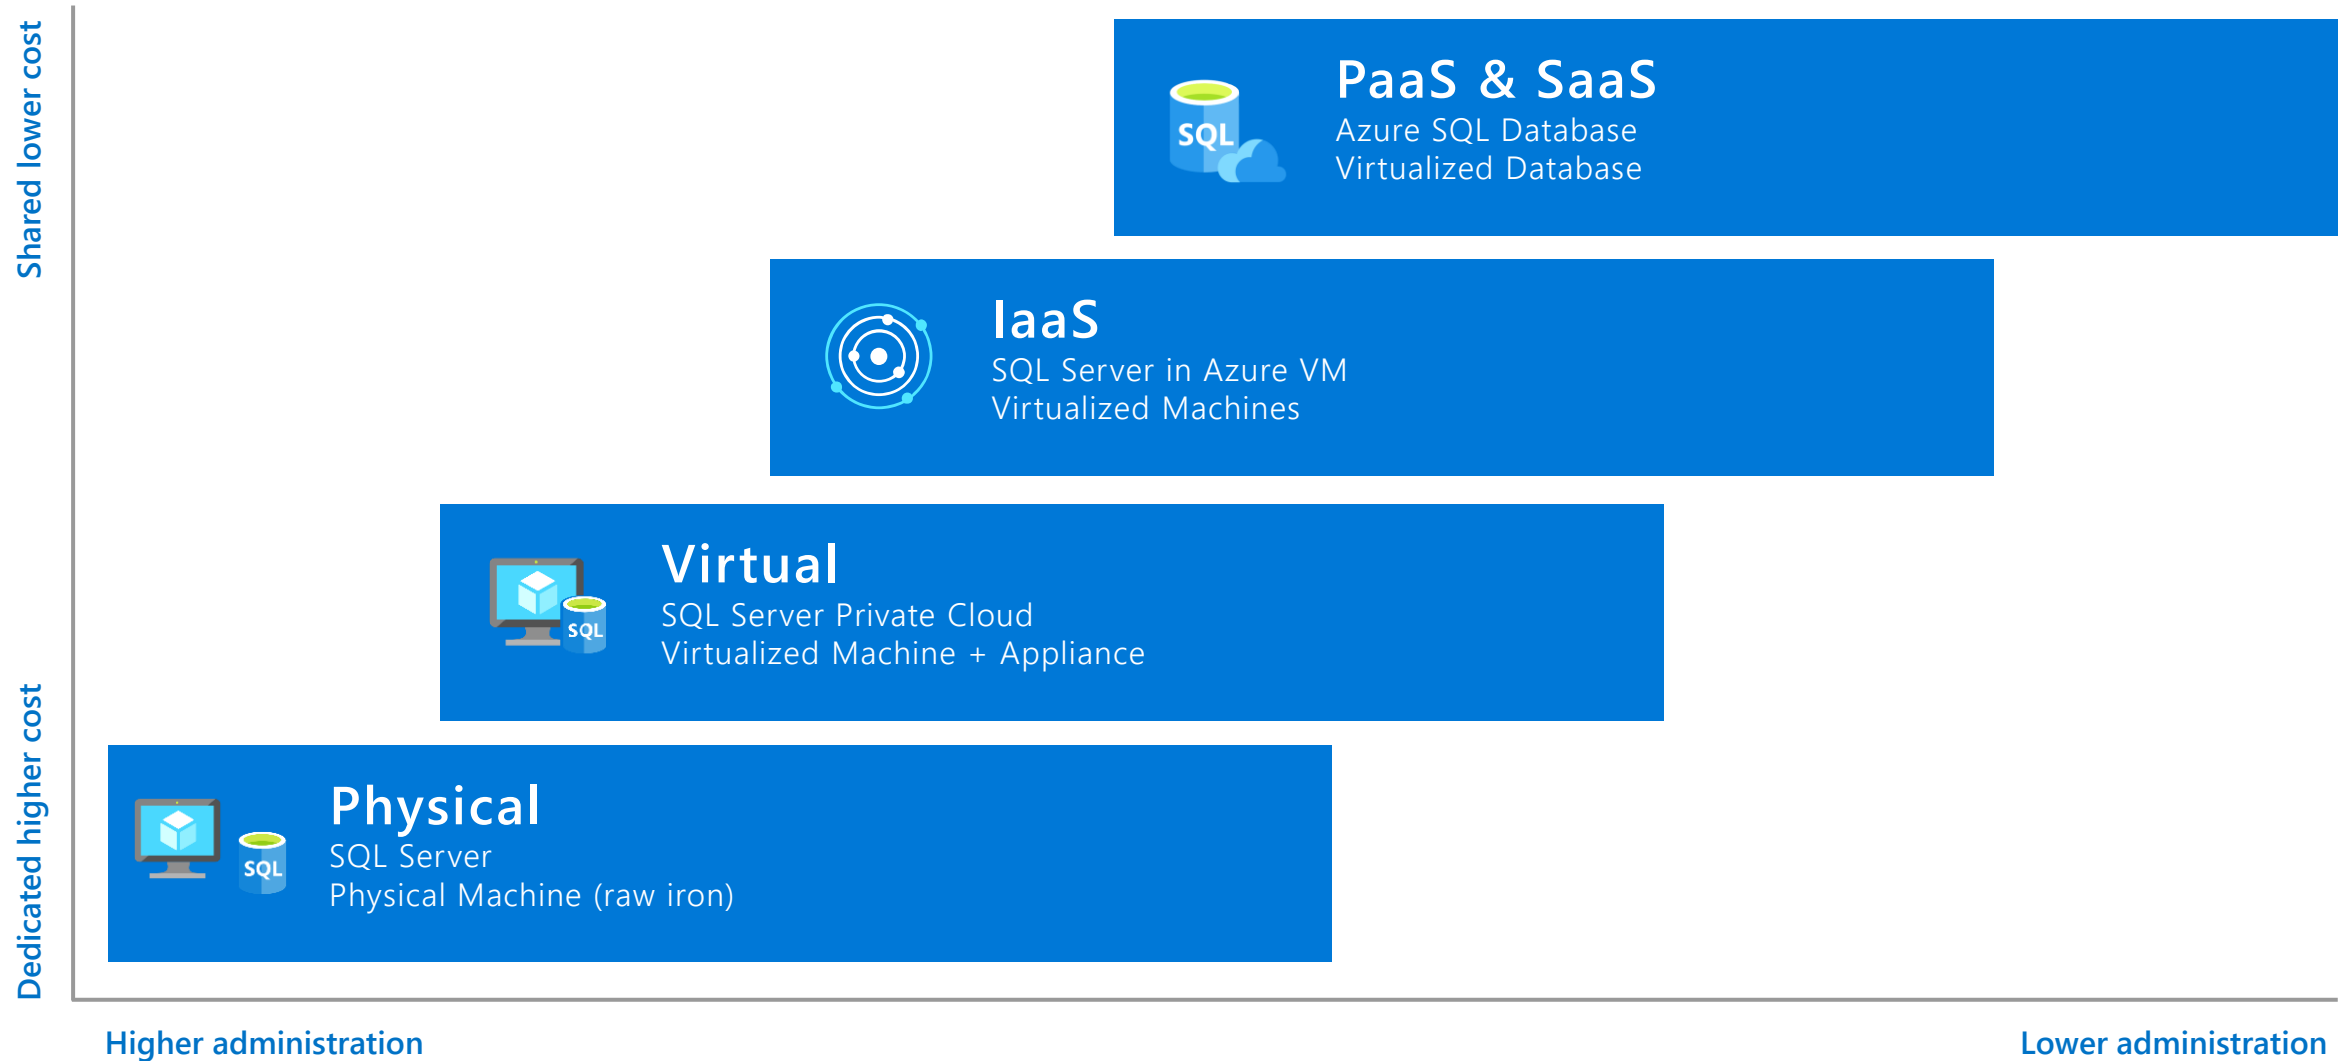 Shared lower cost
Dedicated higher cost
SQL
PaaS & SaaS
Azure SQL Database
Virtualized Database
IaaS
SQL Server in Azure VM
Virtualized Machines
SQL
Virtual
SQL Server Private Cloud
Virtualized Machine + Appliance
SQL
Physical
SQL Server
Physical Machine (raw iron)
Higher administration
Lower administration